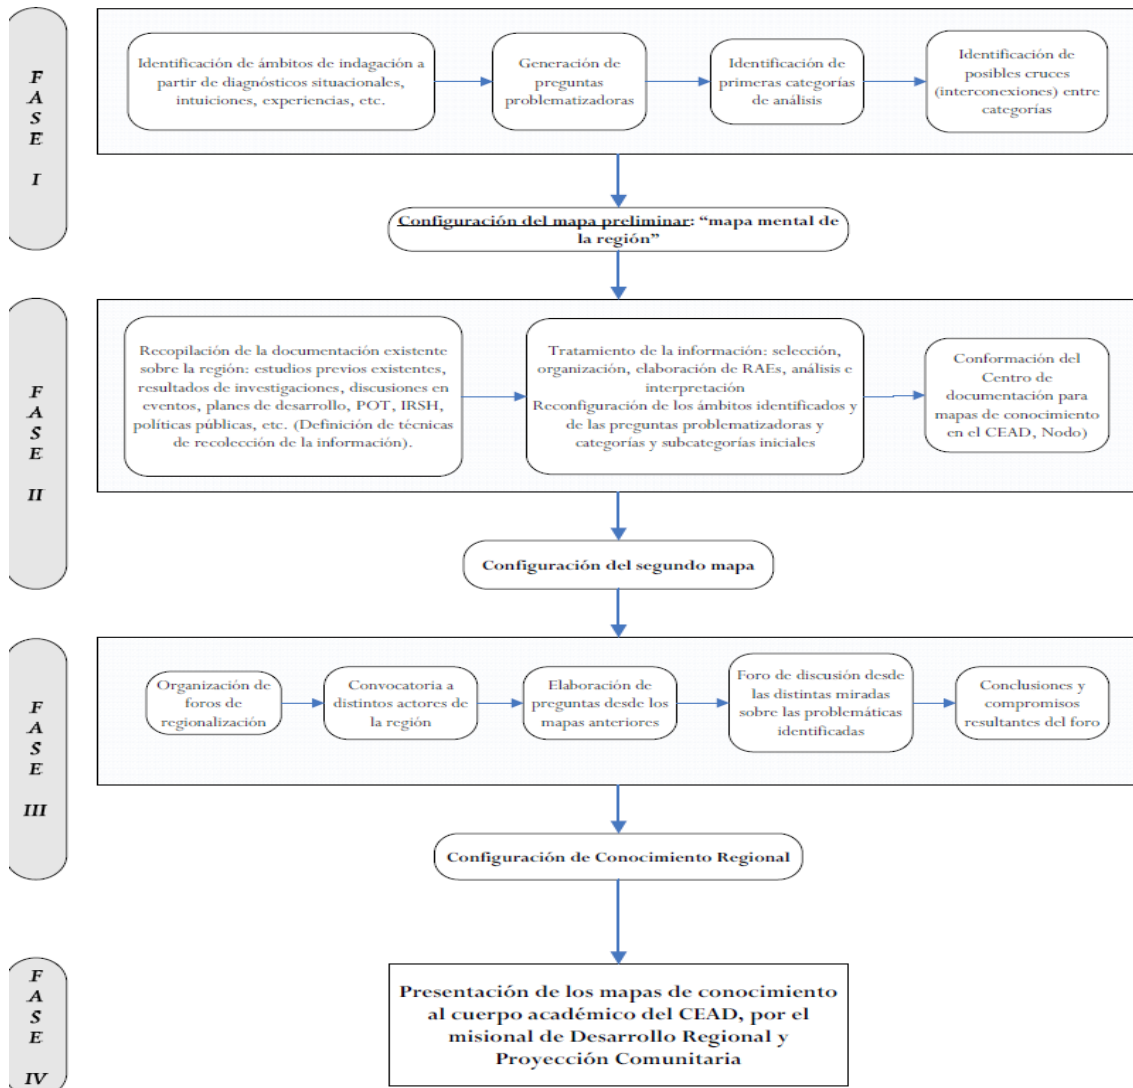 F
A
S
E
I
Identificación de ámbitos de indagación a
partir de diagnósticos situacionales,
intuiciones, experiencias, etc.
Generación de
preguntas
problematizadoras
Identificación de
primeras categorías
de análisis
Identificación de
posibles cruces
(interconexiones) entre
categorías
Configuración del mapa preliminar: “mapa mental de
la región”
F
A
S
E
II
Recopilación de la documentación existente
sobre la región: estudios previos existentes,
resultados de investigaciones, discusiones en
eventos, planes de desarrollo, POT, IRSH,
políticas públicas, etc. (Definición de técnicas
de recolección de la información).
Tratamiento de la información: selección,
organización, elaboración de RAEs, análisis e
interpretación
Reconfiguración de los ámbitos identificados y
de las preguntas problematizadoras y
categorías y subcategorías iniciales
Conformación del
Centro de
documentación para
mapas de conocimiento
en el CEAD, Nodo)
Configuración del segundo mapa
F
A
S
E
III
Organización de
foros de
regionalización
Convocatoria a
distintos actores de
la región
Elaboración de
preguntas desde los
mapas anteriores
Foro de discusión desde
las distintas miradas
sobre las problemáticas
identificadas
Conclusiones y
compromisos
resultantes del foro
Configuración de Conocimiento Regional
F
A
S
E
IV
Presentación de los mapas de conocimiento
al cuerpo académico del CEAD, por el
misional de Desarrollo Regional y
Proyección Comunitaria